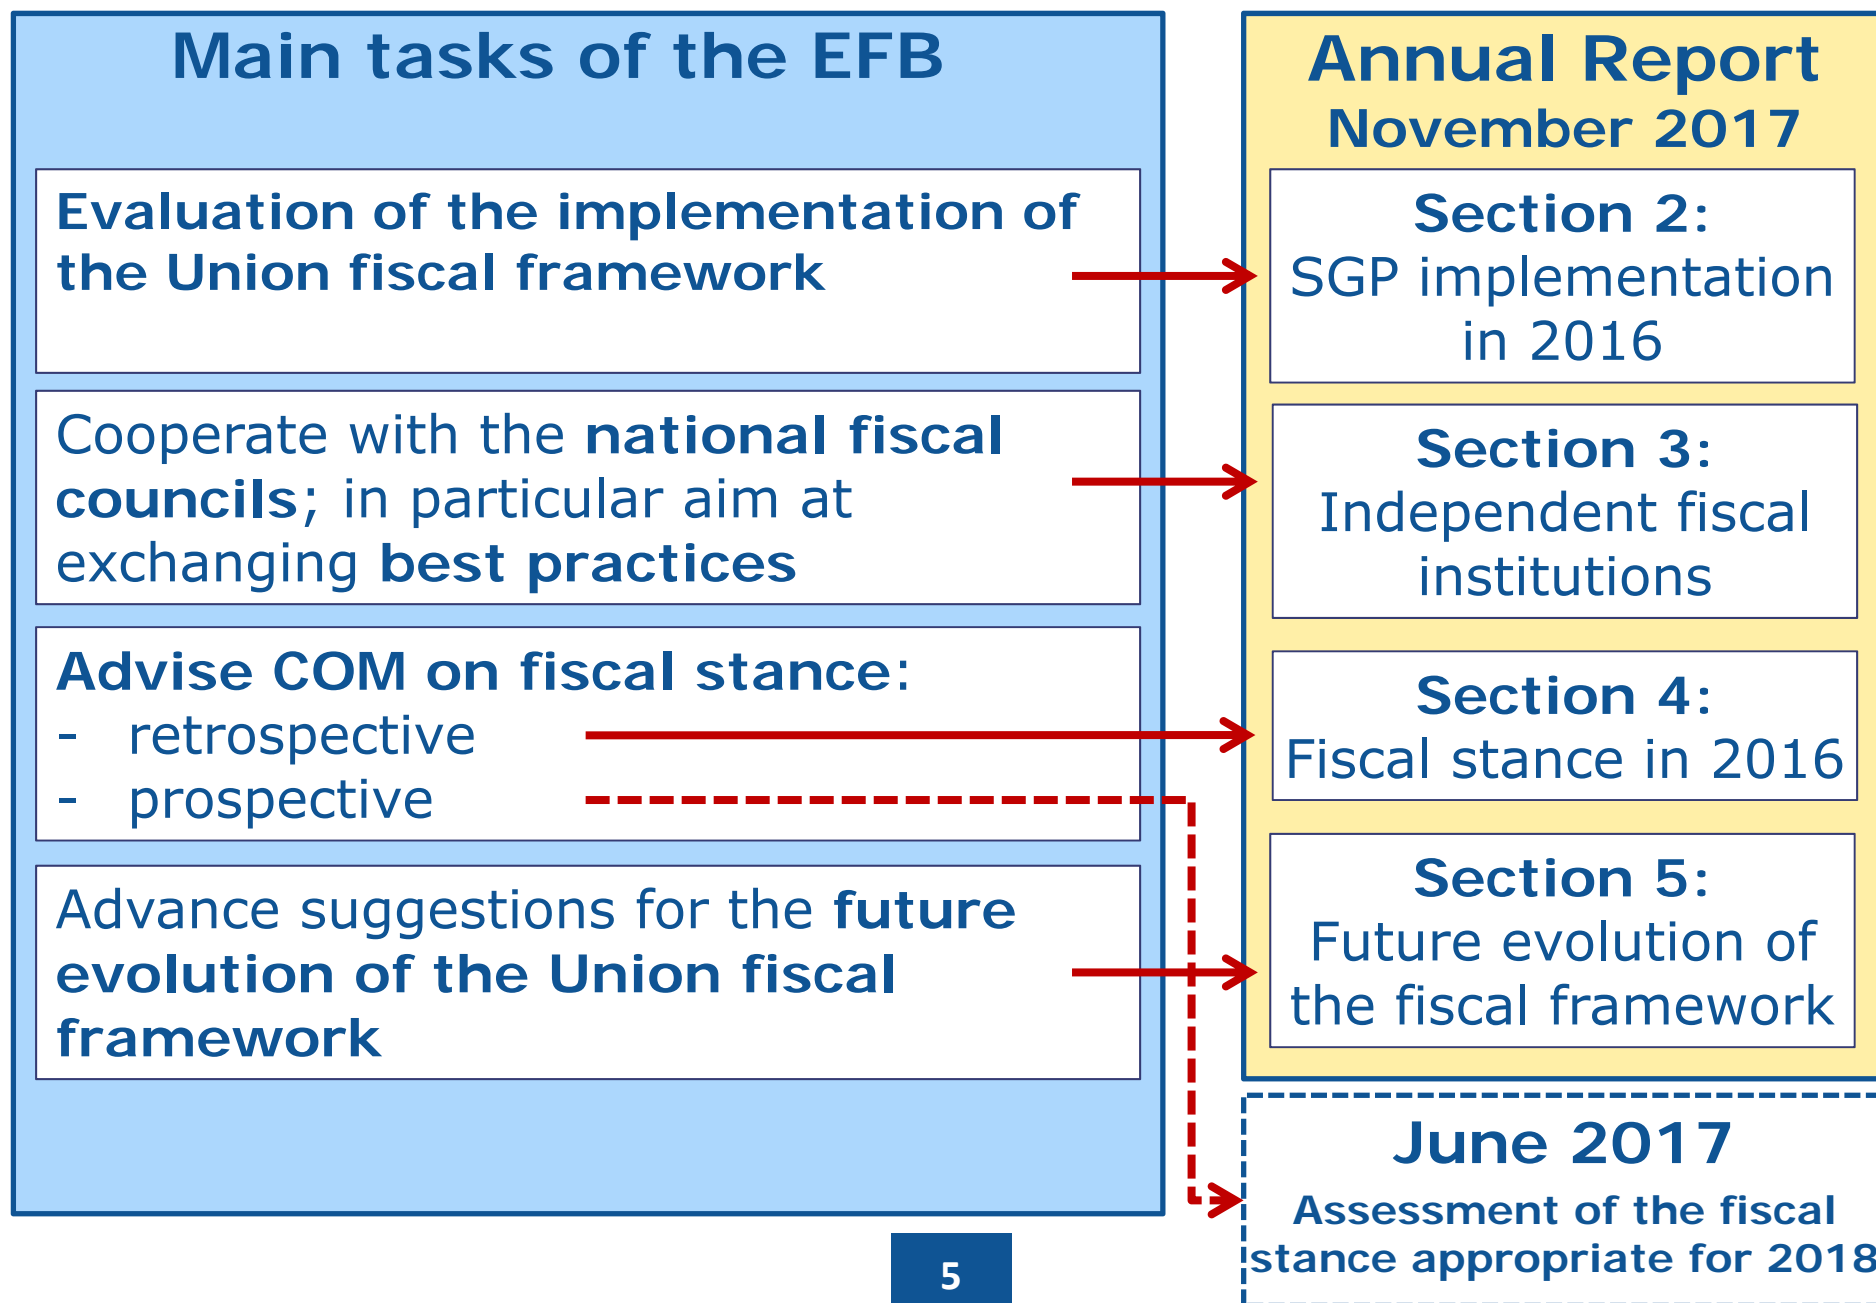 Main tasks of the EFB
Evaluation of the implementation of
the Union fiscal framework
Cooperate with the national fiscal
councils; in particular aim at
exchanging best practices
Advise COM on fiscal stance:
- retrospective
- prospective
Advance suggestions for the future
evolution of the Union fiscal
framework
Annual Report
November 2017
Section 2:
SGP implementation
in 2016
Section 3:
Independent fiscal
institutions
Section 4:
Fiscal stance in 2016
Section 5:
Future evolution of
the fiscal framework
June 2017
Assessment of the fiscal
stance appropriate for 2018
5